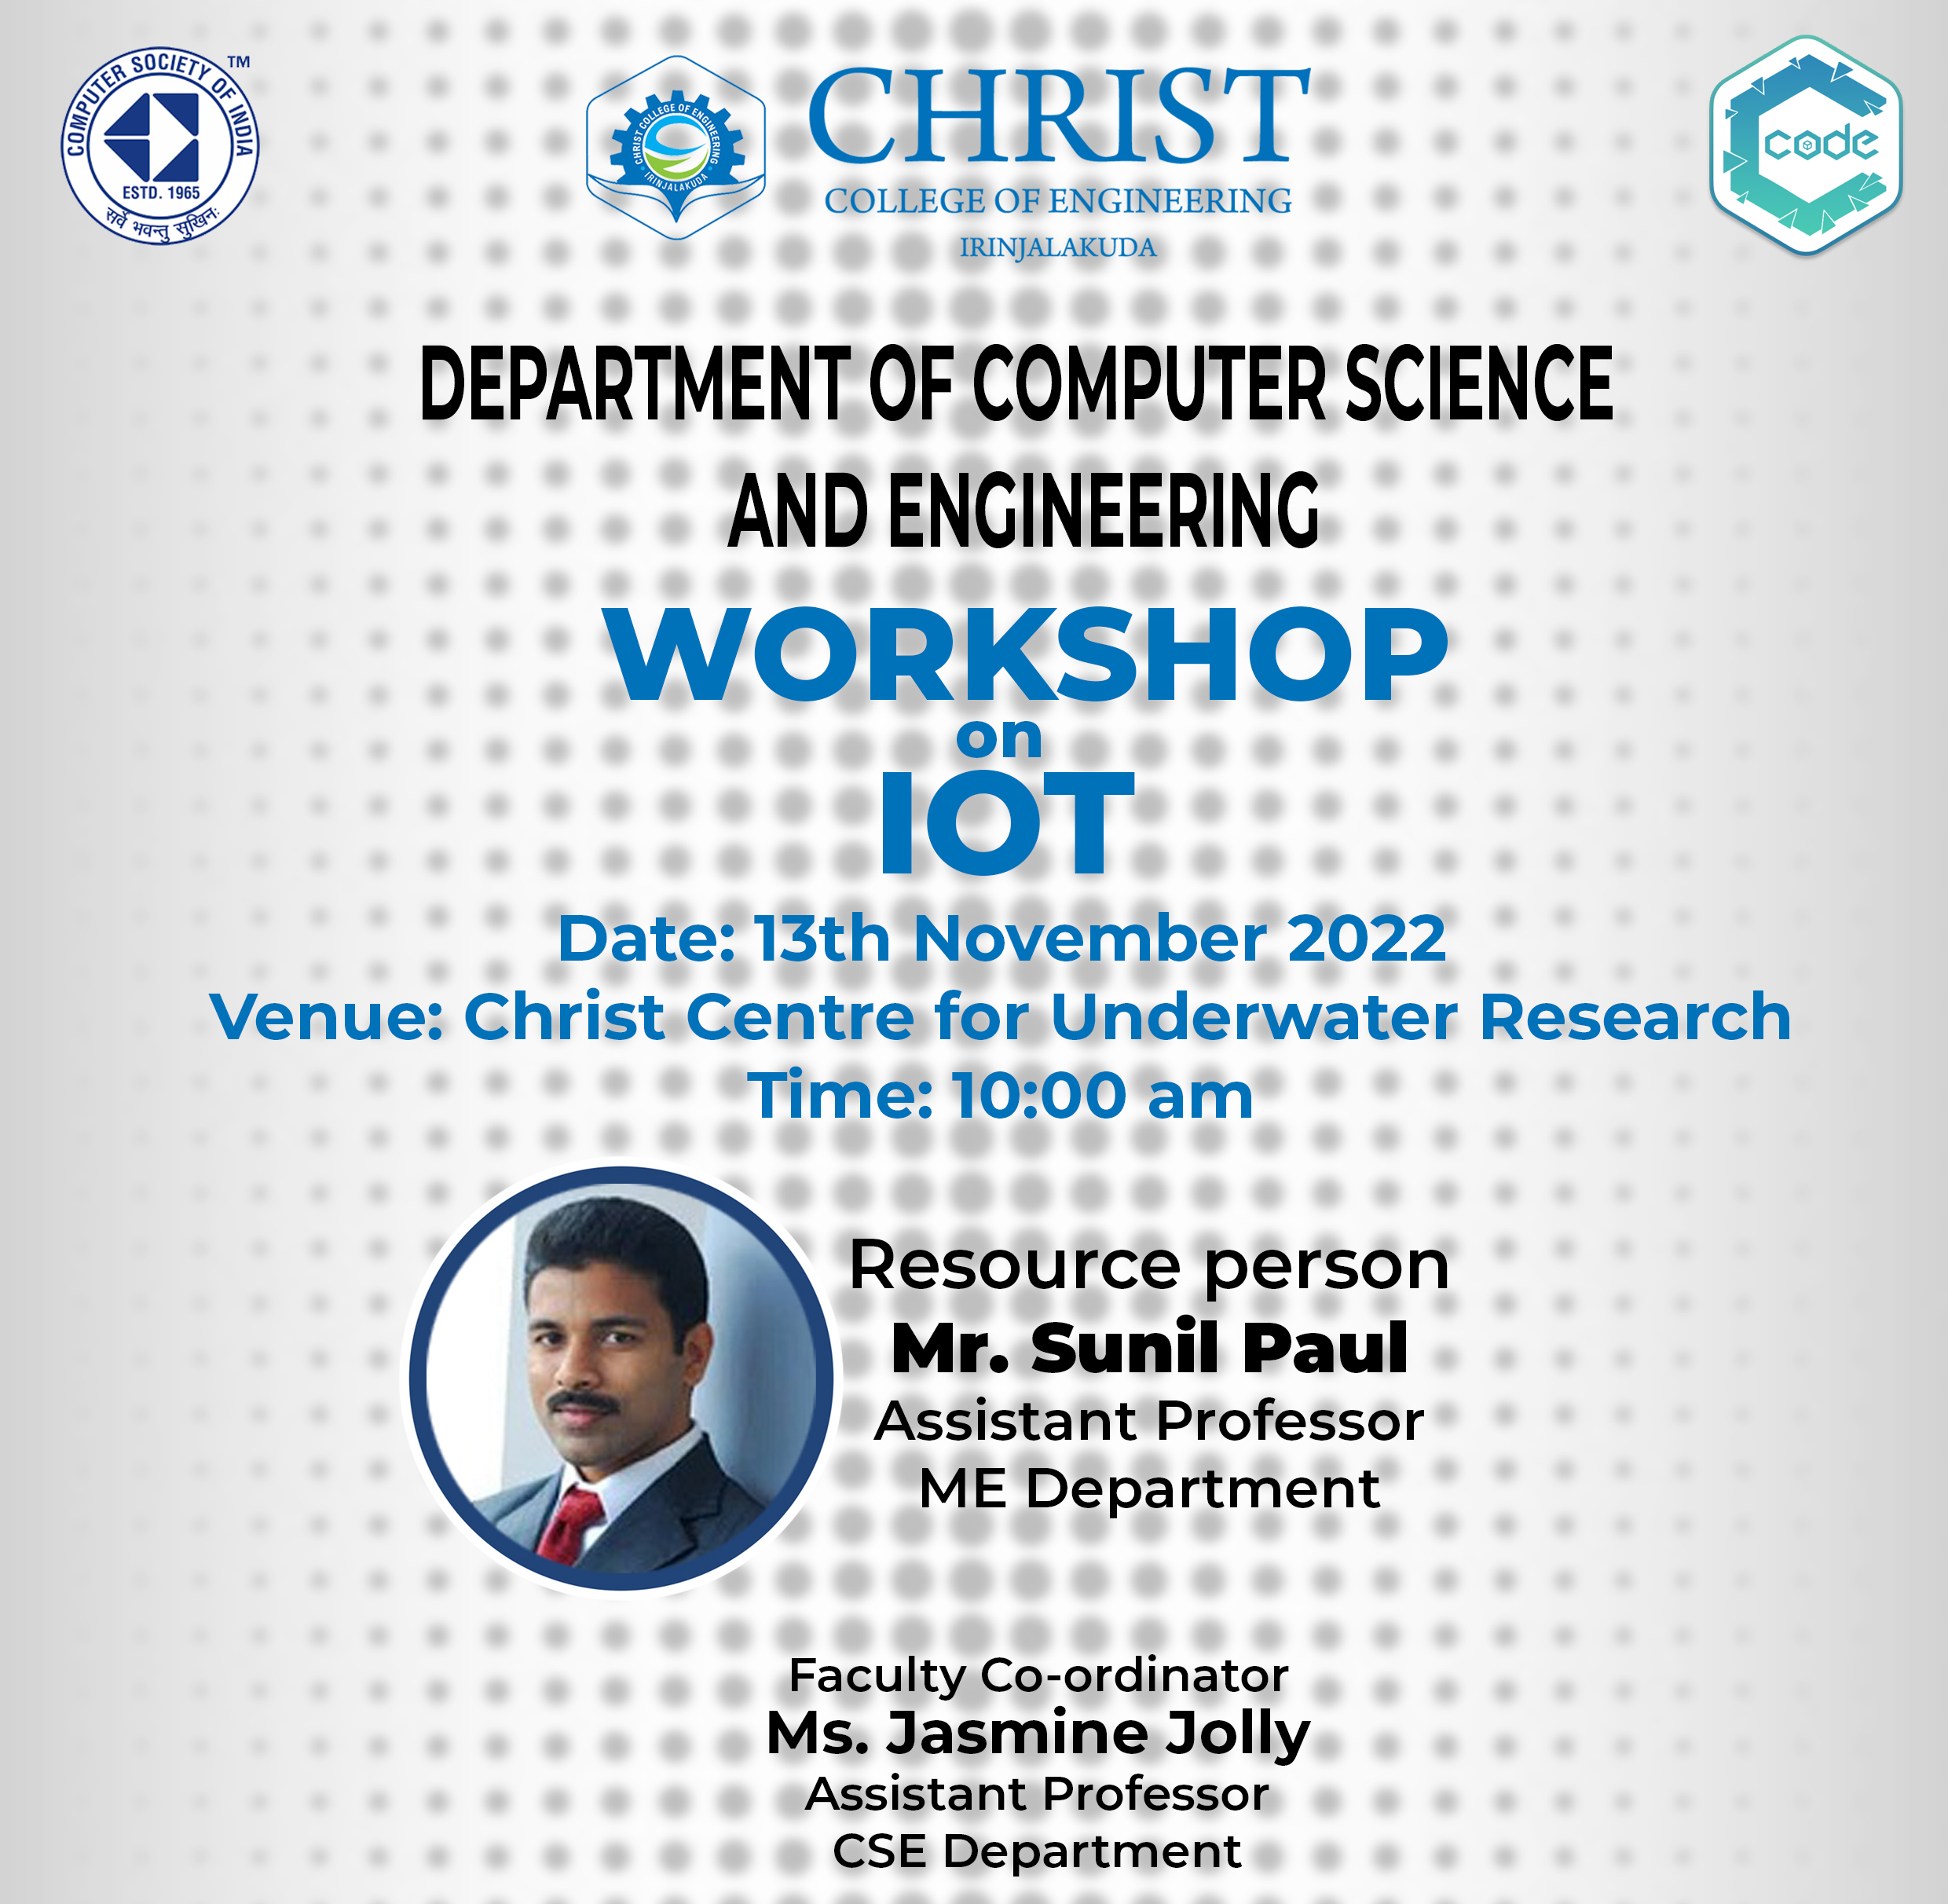 COMPUTER SOCIETY OF INDIA
TM
ESTD. 1965
सर्वे भवन्तु सुखिनः
CHRIST COLLEGE OF ENGINEERING
IRINJALAKUDA
CHRIST
COLLEGE OF ENGINEERING
IRINJALAKUDA
code
DEPARTMENT OF COMPUTER SCIENCE
AND ENGINEERING
WORKSHOP
on
IOT
Date: 13th November 2022
Venue: Christ Centre for Underwater Research
Time: 10:00 am
Resource person
Mr. Sunil Paul
Assistant Professor
ME Department
Faculty Co-ordinator
Ms. Jasmine Jolly
Assistant Professor
CSE Department